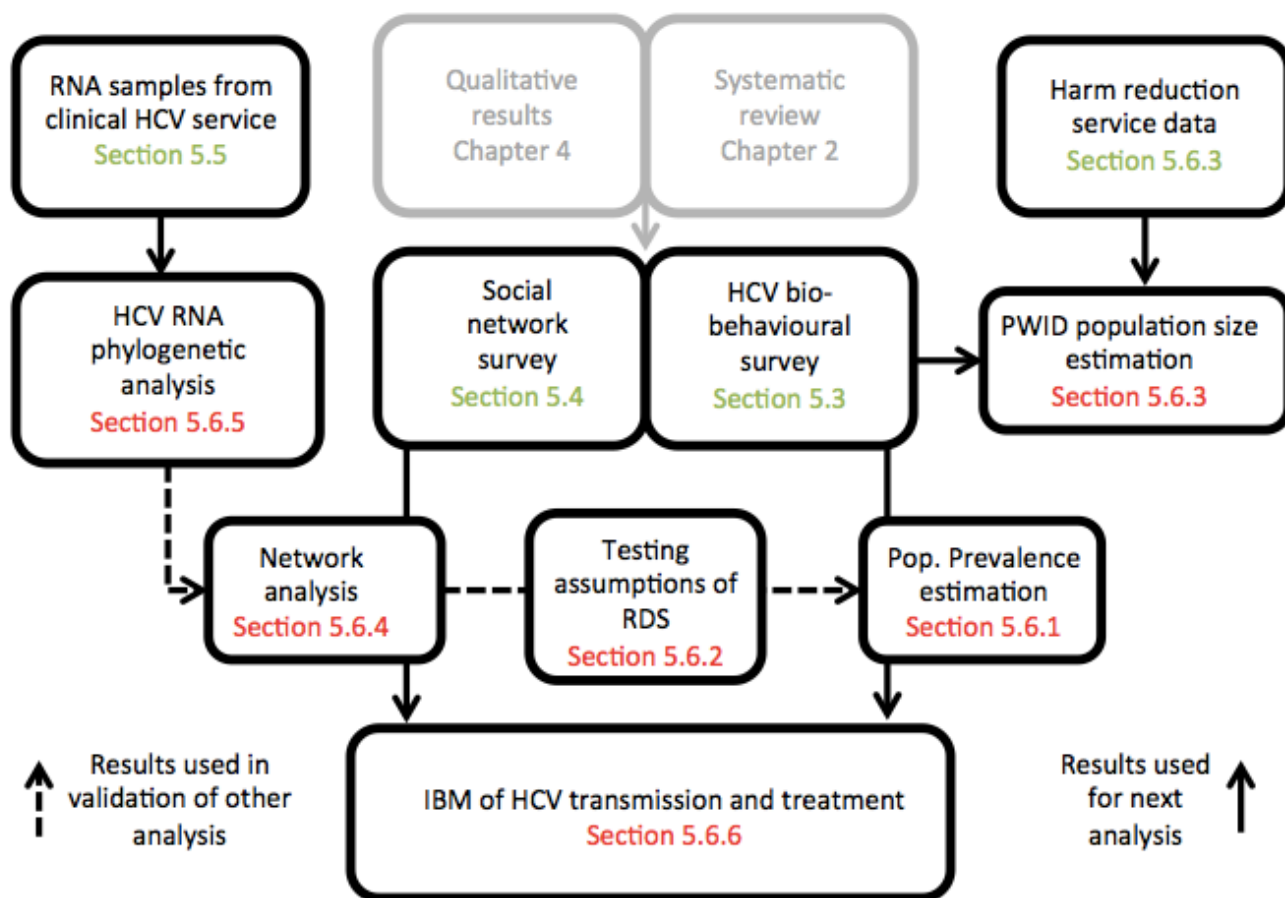 RNA samples from
clinical HCV service
Section 5.5
Qualitative
results
Chapter 4
Systematic
review
Chapter 2
Harm reduction
service data
Section 5.6.3
HCV RNA
phylogenetic
analysis
Section 5.6.5
Social
network
survey
Section 5.4
HCV bio-
behavioural
survey
Section 5.3
PWID population size
estimation
Section 5.6.3
Network
analysis
Section 5.6.4
Testing
assumptions of
RDS
Section 5.6.2
Pop. Prevalence
estimation
Section 5.6.1
Results used in
validation of other
analysis
IBM of HCV transmission and treatment
Section 5.6.6
Results used
for next
analysis